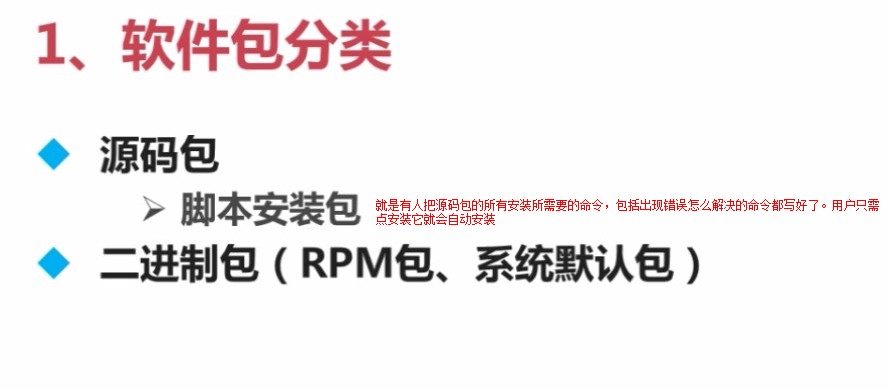 1、软件包分类
源码包
脚本安装包
就是有人把源码包的所有安装所需要的命令，包括出现错误怎么解决的命令都写好了。用户只需
点安装它就会自动安装
二进制包（RPM包、系统默认包）